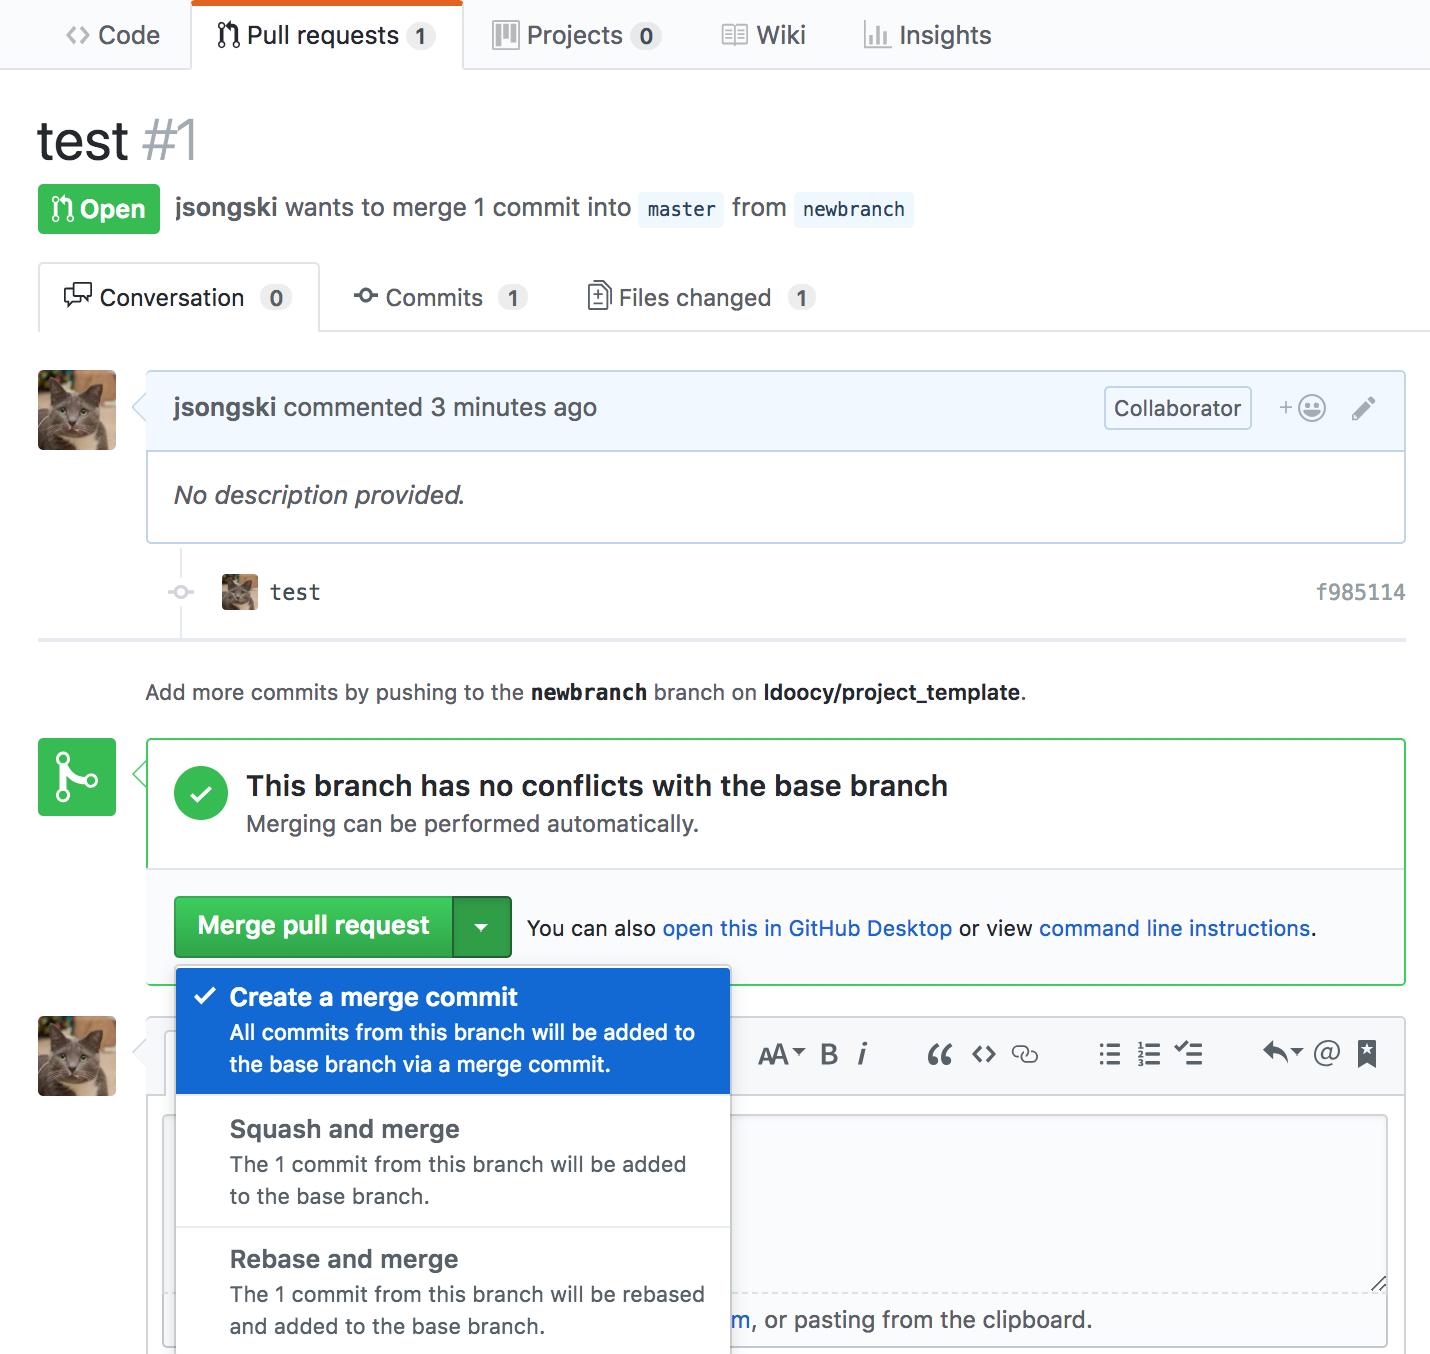 Code Pull requests 1 Projects 0 Wiki Insights
test #1
Open jsongski wants to merge 1 commit into master from newbranch
Conversation 0 Commits 1 Files changed 1
jsongski commented 3 minutes ago Collaborator +
No description provided.
test f985114
Add more commits by pushing to the newbranch branch on ldoocy/project_template.
This branch has no conflicts with the base branch
Merging can be performed automatically.
Merge pull request You can also open this in GitHub Desktop or view command line instructions.
Create a merge commit
All commits from this branch will be added to
the base branch via a merge commit.
AA B i “ <> 1 2 3 @
Squash and merge
The 1 commit from this branch will be added
to the base branch.
Rebase and merge
The 1 commit from this branch will be rebased
and added to the base branch.
m, or pasting from the clipboard.